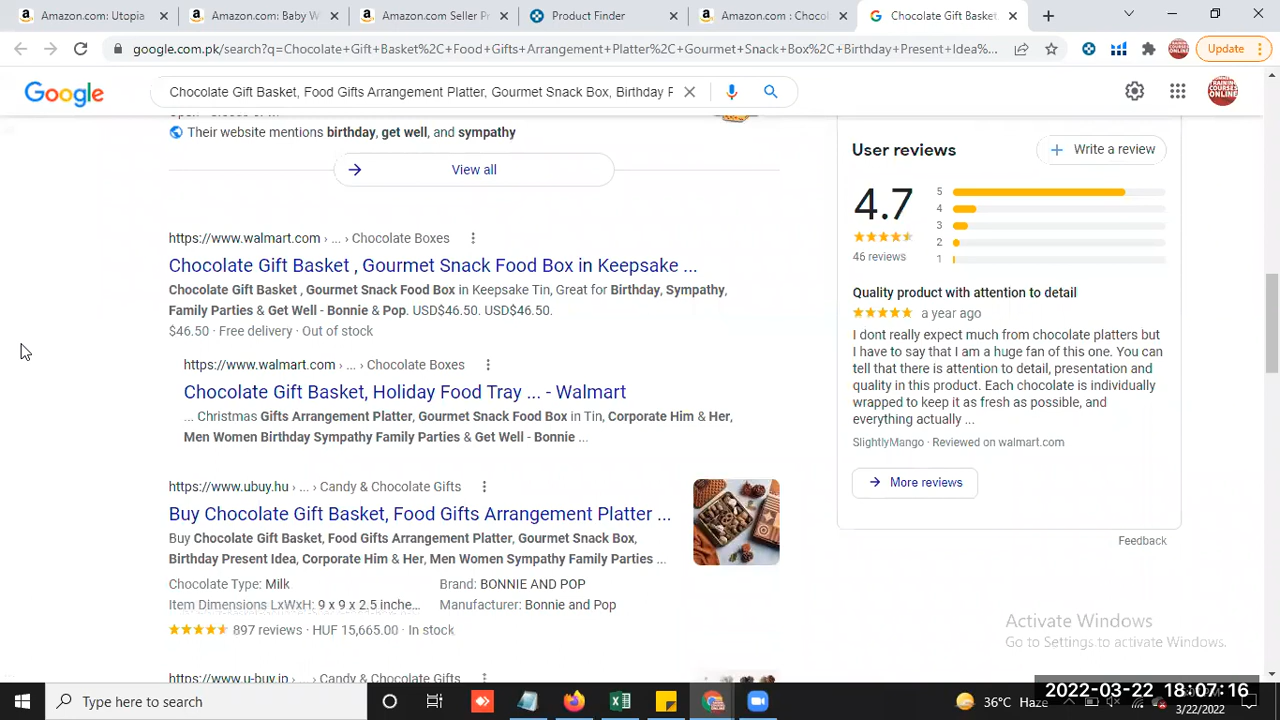 Amazon.com: Utopia
Amazon.com: Baby W
Amazon.com Seller P
Product Finder
Amazon.com : Chocol
Chocolate Gift Basket,
google.com.pk/search?q=Chocolate+Gift+Basket%2C+Food+Gifts+Arrangement+Platter%2C+Gourmet+Snack+Box%2C+Birthday+Present+Idea%...
Update
Google
Chocolate Gift Basket, Food Gifts Arrangement Platter, Gourmet Snack Box, Birthday P
Their website mentions birthday, get well, and sympathy
View all
https://www.walmart.com › ... › Chocolate Boxes
Chocolate Gift Basket , Gourmet Snack Food Box in Keepsake ...
Chocolate Gift Basket , Gourmet Snack Food Box in Keepsake Tin, Great for Birthday, Sympathy,
Family Parties & Get Well - Bonnie & Pop. USD$46.50. USD$46.50.
$46.50 · Free delivery · Out of stock
https://www.walmart.com › ... › Chocolate Boxes
Chocolate Gift Basket, Holiday Food Tray ... - Walmart
... Christmas Gifts Arrangement Platter, Gourmet Snack Food Box in Tin, Corporate Him & Her,
Men Women Birthday Sympathy Family Parties & Get Well - Bonnie ...
https://www.ubuy.hu › ... › Candy & Chocolate Gifts
Buy Chocolate Gift Basket, Food Gifts Arrangement Platter ...
Buy Chocolate Gift Basket, Food Gifts Arrangement Platter, Gourmet Snack Box,
Birthday Present Idea, Corporate Him & Her, Men Women Sympathy Family Parties ...
Chocolate Type: Milk
Brand: BONNIE AND POP
Item Dimensions LxWxH: 9 x 9 x 2.5 inche...
Manufacturer: Bonnie and Pop
897 reviews · HUF 15,665.00 · In stock
https://www.u-buy.jp › ... › Candy & Chocolate Gifts
User reviews
Write a review
4.7
46 reviews
5
4
3
2
1
Quality product with attention to detail
a year ago
I dont really expect much from chocolate platters but
I have to say that I am a huge fan of this one. You can
tell that there is attention to detail, presentation and
quality in this product. Each chocolate is individually
wrapped to keep it as fresh as possible, and
everything actually ...
SlightlyMango · Reviewed on walmart.com
More reviews
Feedback
Activate Windows
Go to Settings to activate Windows.
Type here to search
36°C Haze
2022-03-22 18:07:16
3/22/2022